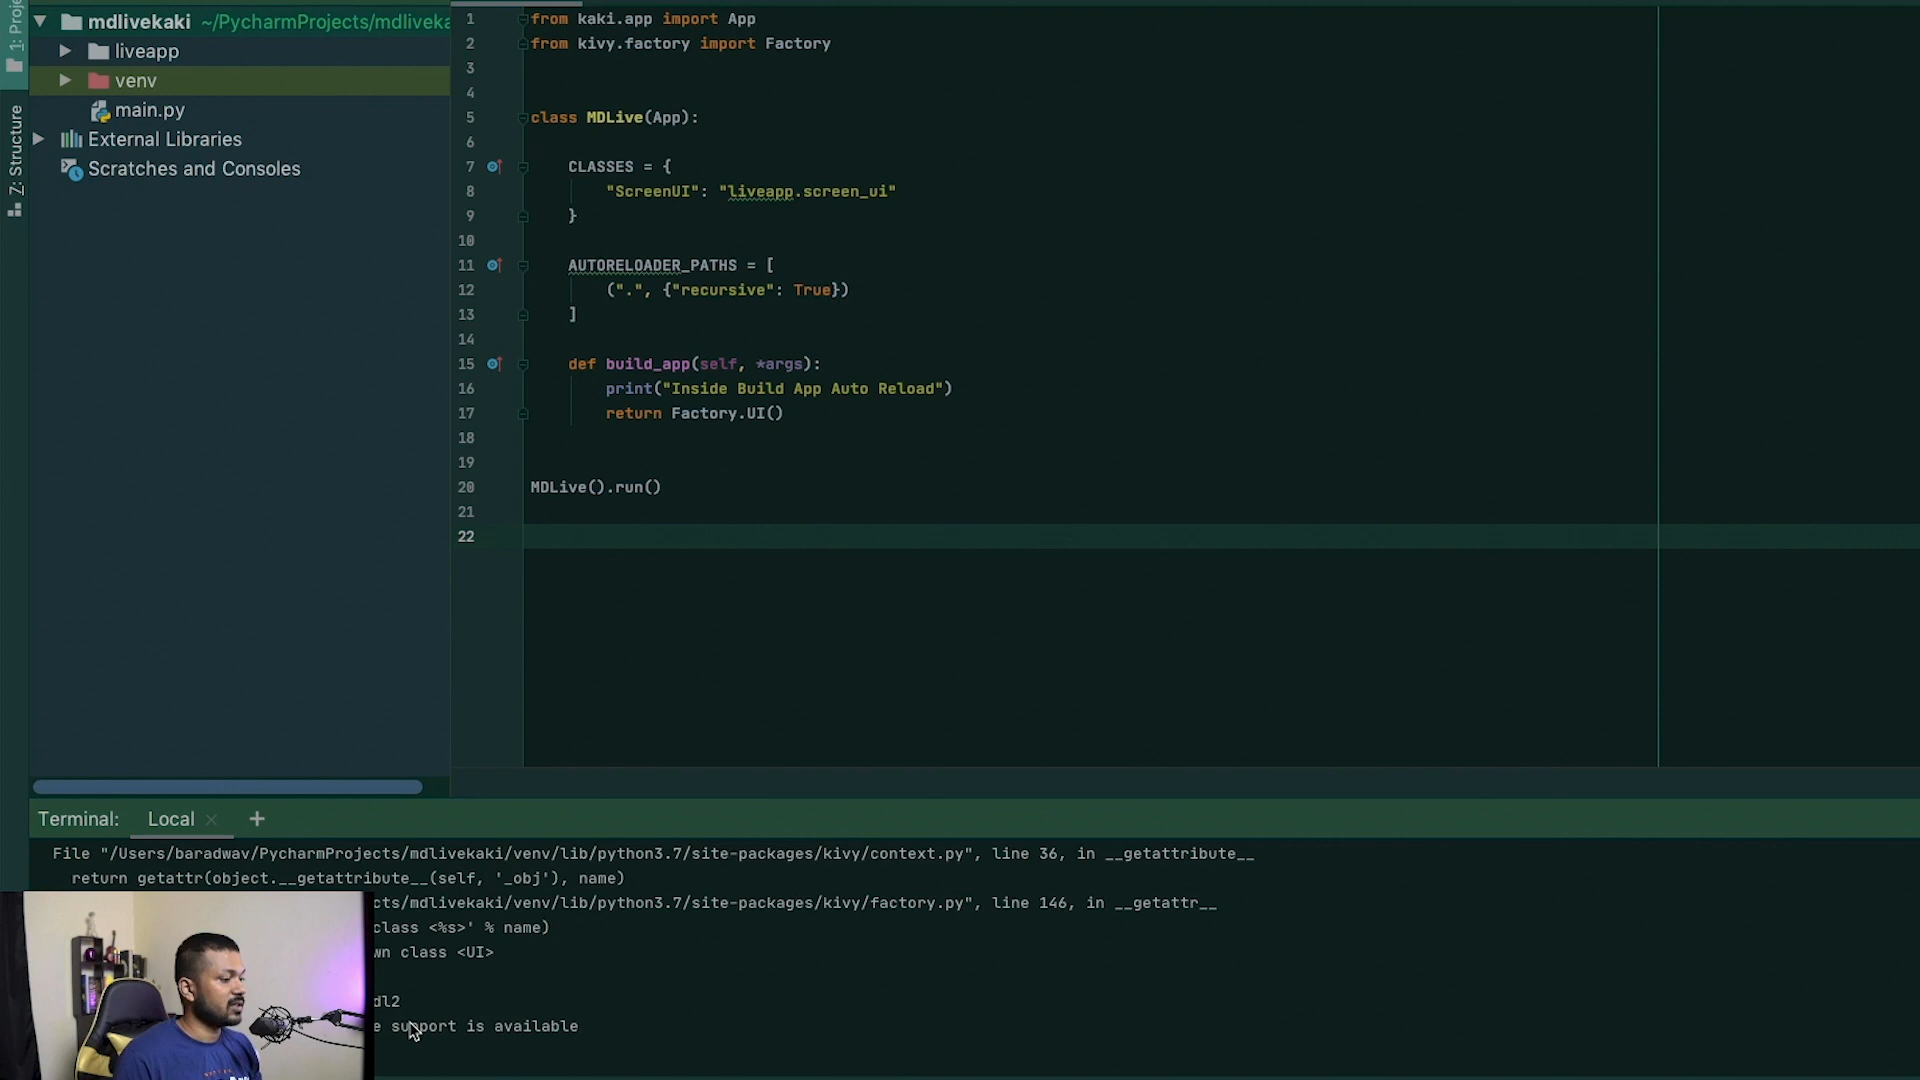 1: Proje
7: Structure
mdlivekaki ~/PycharmProjects/mdliveka
liveapp
venv
main.py
External Libraries
Scratches and Consoles
1 from kaki.app import App
2 from kivy.factory import Factory
3
4
5 class MDLive(App):
6
7 CLASSES = {
8 "ScreenUI": "liveapp.screen_ui"
9 }
10
11 AUTORELOADER_PATHS = [
12 (".", {"recursive": True})
13 ]
14
15 def build_app(self, *args):
16 print("Inside Build App Auto Reload")
17 return Factory.UI()
18
19
20 MDLive().run()
21
22
Terminal: Local +
File "/Users/baradwav/PycharmProjects/mdlivekaki/venv/lib/python3.7/site-packages/kivy/context.py", line 36, in __getattribute__
return getattr(object.__getattribute__(self, '_obj'), name)
cts/mdlivekaki/venv/lib/python3.7/site-packages/kivy/factory.py", line 146, in __getattr__
class <%s>' % name)
wn class <UI>
dl2
e support is available